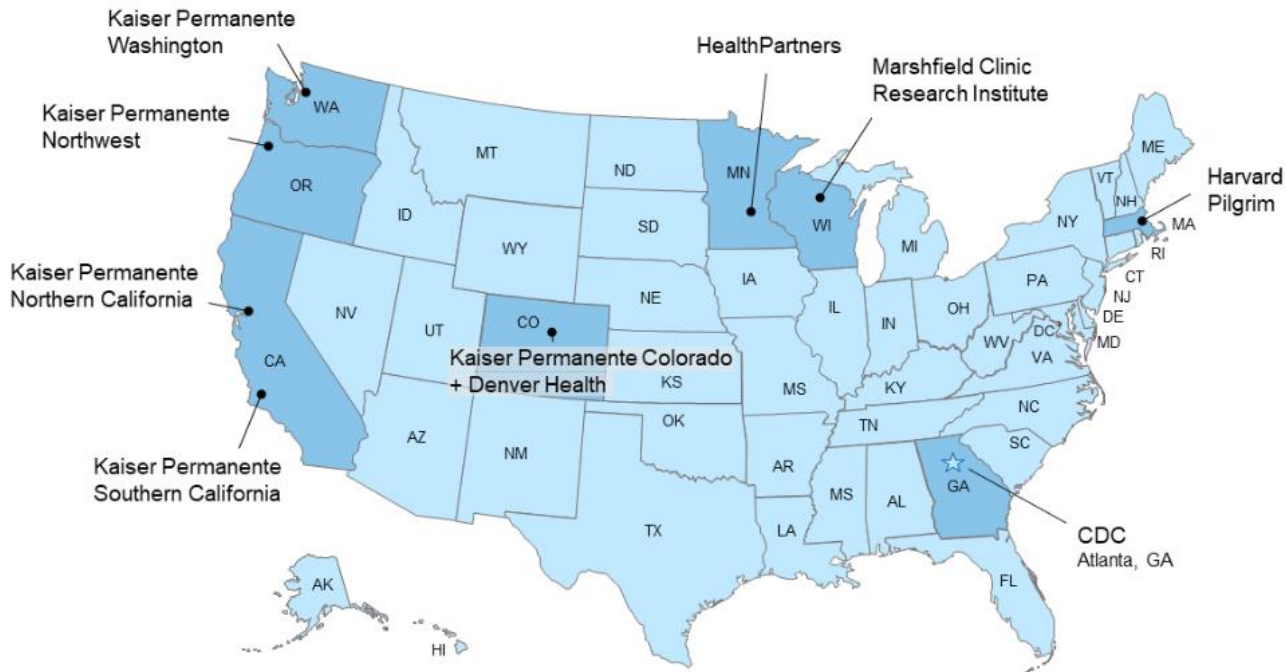 Kaiser Permanente
Washington
HealthPartners
Marshfield Clinic
Research Institute
Kaiser Permanente
Northwest
Harvard
Pilgrim
Kaiser Permanente
Northern California
Kaiser Permanente Colorado
+ Denver Health
Kaiser Permanente
Southern California
CDC
Atlanta, GA
WA
OR
CA
ID
NV
MT
WY
UT
CO
AZ
NM
ND
SD
NE
KS
OK
TX
MN
IA
MS
AR
LA
WI
IL
MI
IN
OH
KY
TN
MS
AL
GA
FL
SC
NC
VA
WV
DC
MD
DE
NJ
PA
NY
CT
RI
MA
VT
NH
ME
AK
HI